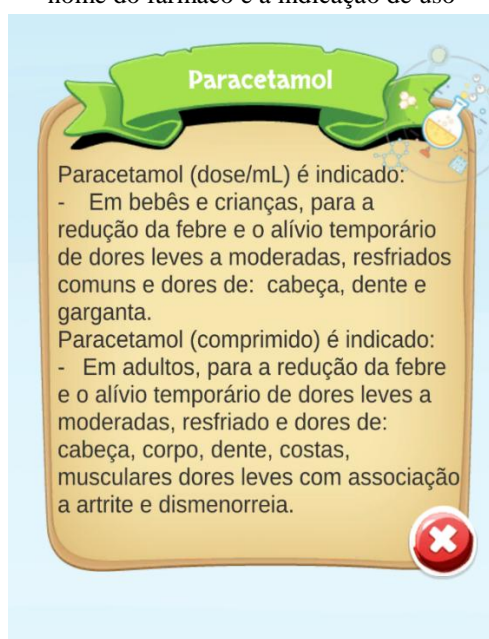 nome do fármaco e a indicação de uso
Paracetamol
Paracetamol (dose/mL) é indicado:
- Em bebês e crianças, para a
redução da febre e o alívio temporário
de dores leves a moderadas, resfriados
comuns e dores de: cabeça, dente e
garganta.
Paracetamol (comprimido) é indicado:
- Em adultos, para a redução da febre
e o alívio temporário de dores leves a
moderadas, resfriado e dores de:
cabeça, corpo, dente, costas,
musculares dores leves com associação
a artrite e dismenorreia.